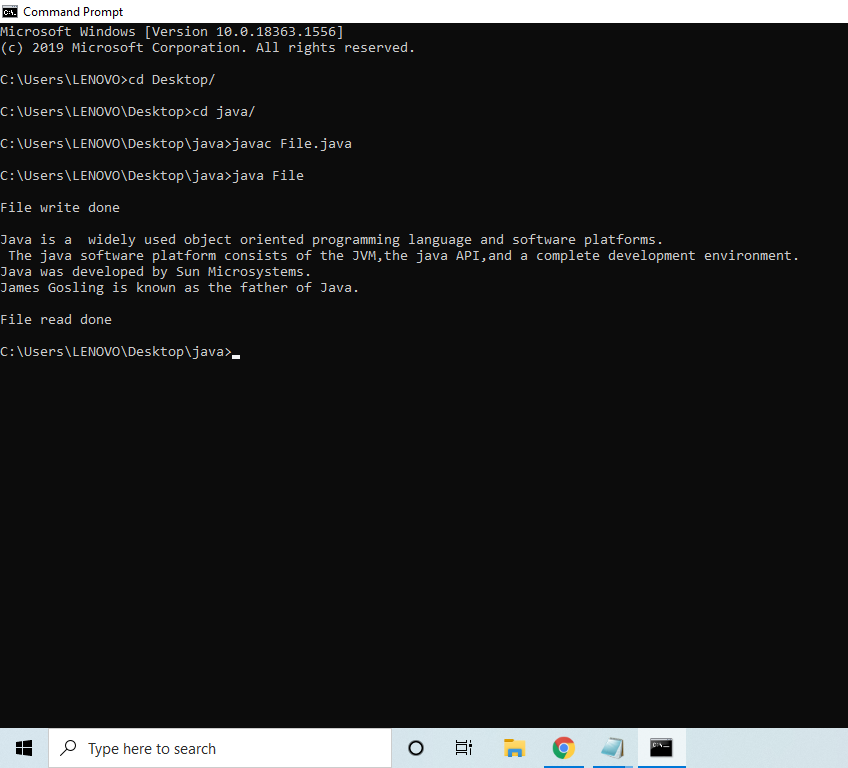 Command Prompt
Microsoft Windows [Version 10.0.18363.1556]
(c) 2019 Microsoft Corporation. All rights reserved.
C:\Users\LENOVO>cd Desktop/
C:\Users\LENOVO\Desktop>cd java/
C:\Users\LENOVO\Desktop\java>javac File.java
C:\Users\LENOVO\Desktop\java>java File
File write done
Java is a  widely used object oriented programming language and software platforms.
 The java software platform consists of the JVM,the java API,and a complete development environment.
Java was developed by Sun Microsystems.
James Gosling is known as the father of Java.
File read done
C:\Users\LENOVO\Desktop\java>
Type here to search